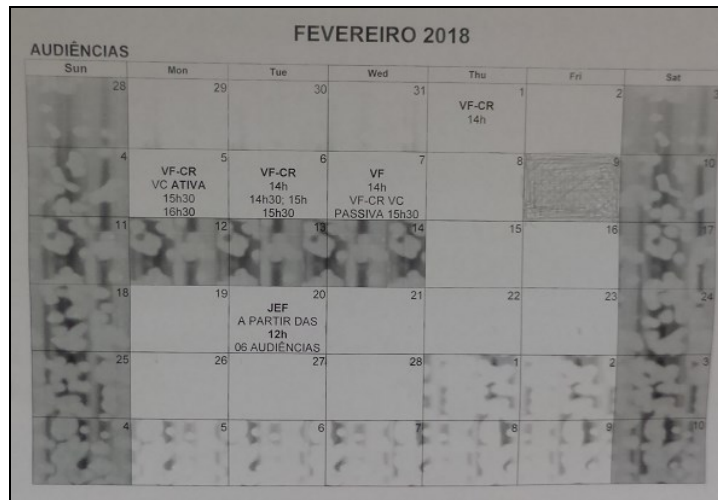 FEVEREIRO 2018
AUDIÊNCIAS
Sun Mon Tue Wed Thu Fri Sat
28 29 30 31 1 2 3
VF-CR
14h
4 5 6 7 8 9 10
VF-CR VF-CR VF
VC ATIVA 14h 14h
15h30 14h30; 15h VF-CR VC
16h30 15h30 PASSIVA 15h30
11 12 13 14 15 16 17
18 19 20 21 22 23 24
JEF
A PARTIR DAS
12h
06 AUDIÊNCIAS
25 26 27 28 1 2 3
4 5 6 7 8 9 10